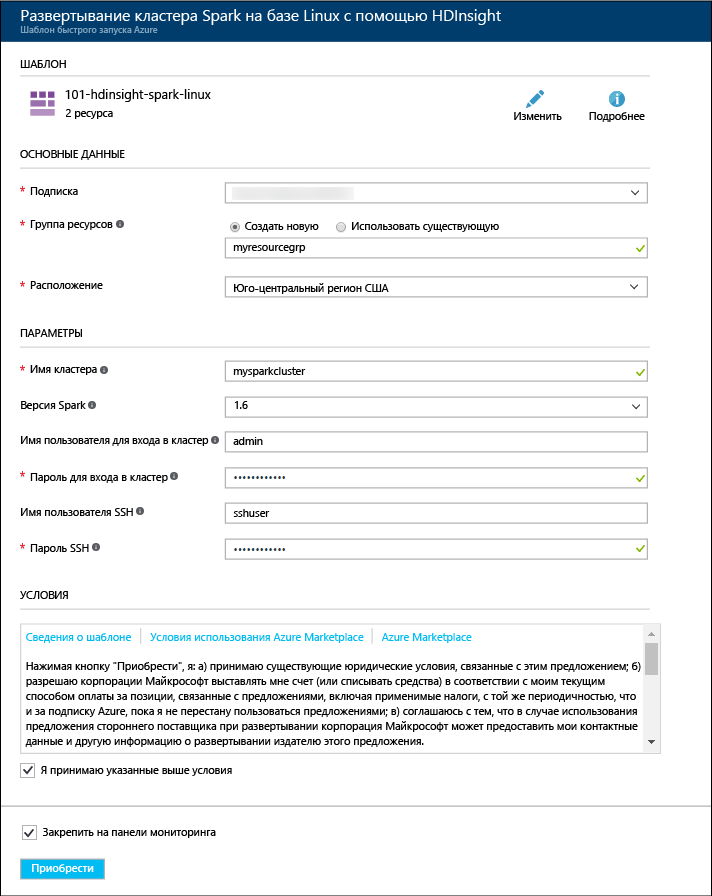 Развертывание кластера Spark на базе Linux с помощью HDInsight
Шаблон быстрого запуска Azure
ШАБЛОН
101-hdinsight-spark-linux
2 ресурса
Изменить
Подробнее
ОСНОВНЫЕ ДАННЫЕ
* Подписка
* Группа ресурсов
Создать новую
Использовать существующую
myresourcegrp
* Расположение
Юго-центральный регион США
ПАРАМЕТРЫ
* Имя кластера
mysparkcluster
Версия Spark
1.6
Имя пользователя для входа в кластер
admin
* Пароль для входа в кластер
••••••••••••
Имя пользователя SSH
sshuser
* Пароль SSH
••••••••••••
УСЛОВИЯ
Сведения о шаблоне | Условия использования Azure Marketplace | Azure Marketplace
Нажимая кнопку "Приобрести", я: а) принимаю существующие юридические условия, связанные с этим предложением; б)
разрешаю корпорации Майкрософт выставлять мне счет (или списывать средства) в соответствии с моим текущим
способом оплаты за позиции, связанные с предложениями, включая применимые налоги, с той же периодичностью, что
и за подписку Azure, пока я не перестану пользоваться предложениями; в) соглашаюсь с тем, что в случае использования
предложения стороннего поставщика при развертывании корпорация Майкрософт может предоставить мои контактные
данные и другую информацию о развертывании издателю этого предложения.
Я принимаю указанные выше условия
Закрепить на панели мониторинга
Приобрести